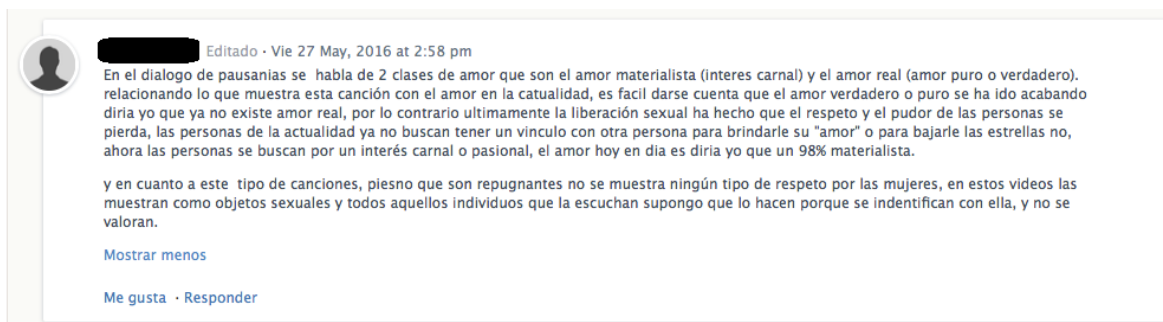 Editado · Vie 27 May, 2016 at 2:58 pm
En el dialogo de pausanias se habla de 2 clases de amor que son el amor materialista (interes carnal) y el amor real (amor puro o verdadero).
relacionando lo que muestra esta canción con el amor en la catualidad, es facil darse cuenta que el amor verdadero o puro se ha ido acabando
diria yo que ya no existe amor real, por lo contrario ultimamente la liberación sexual ha hecho que el respeto y el pudor de las personas se
pierda, las personas de la actualidad ya no buscan tener un vinculo con otra persona para brindarle su "amor" o para bajarle las estrellas no,
ahora las personas se buscan por un interés carnal o pasional, el amor hoy en dia es diria yo que un 98% materialista.
y en cuanto a este tipo de canciones, piesno que son repugnantes no se muestra ningún tipo de respeto por las mujeres, en estos videos las
muestran como objetos sexuales y todos aquellos individuos que la escuchan supongo que lo hacen porque se indentifican con ella, y no se
valoran.
Mostrar menos
Me gusta · Responder